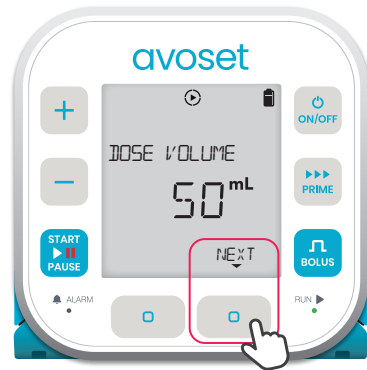 avoset
ON/OFF
DOSE VOLUME
PRIME
50 mL
START
PAUSE
NEXT
BOLUS
ALARM
RUN